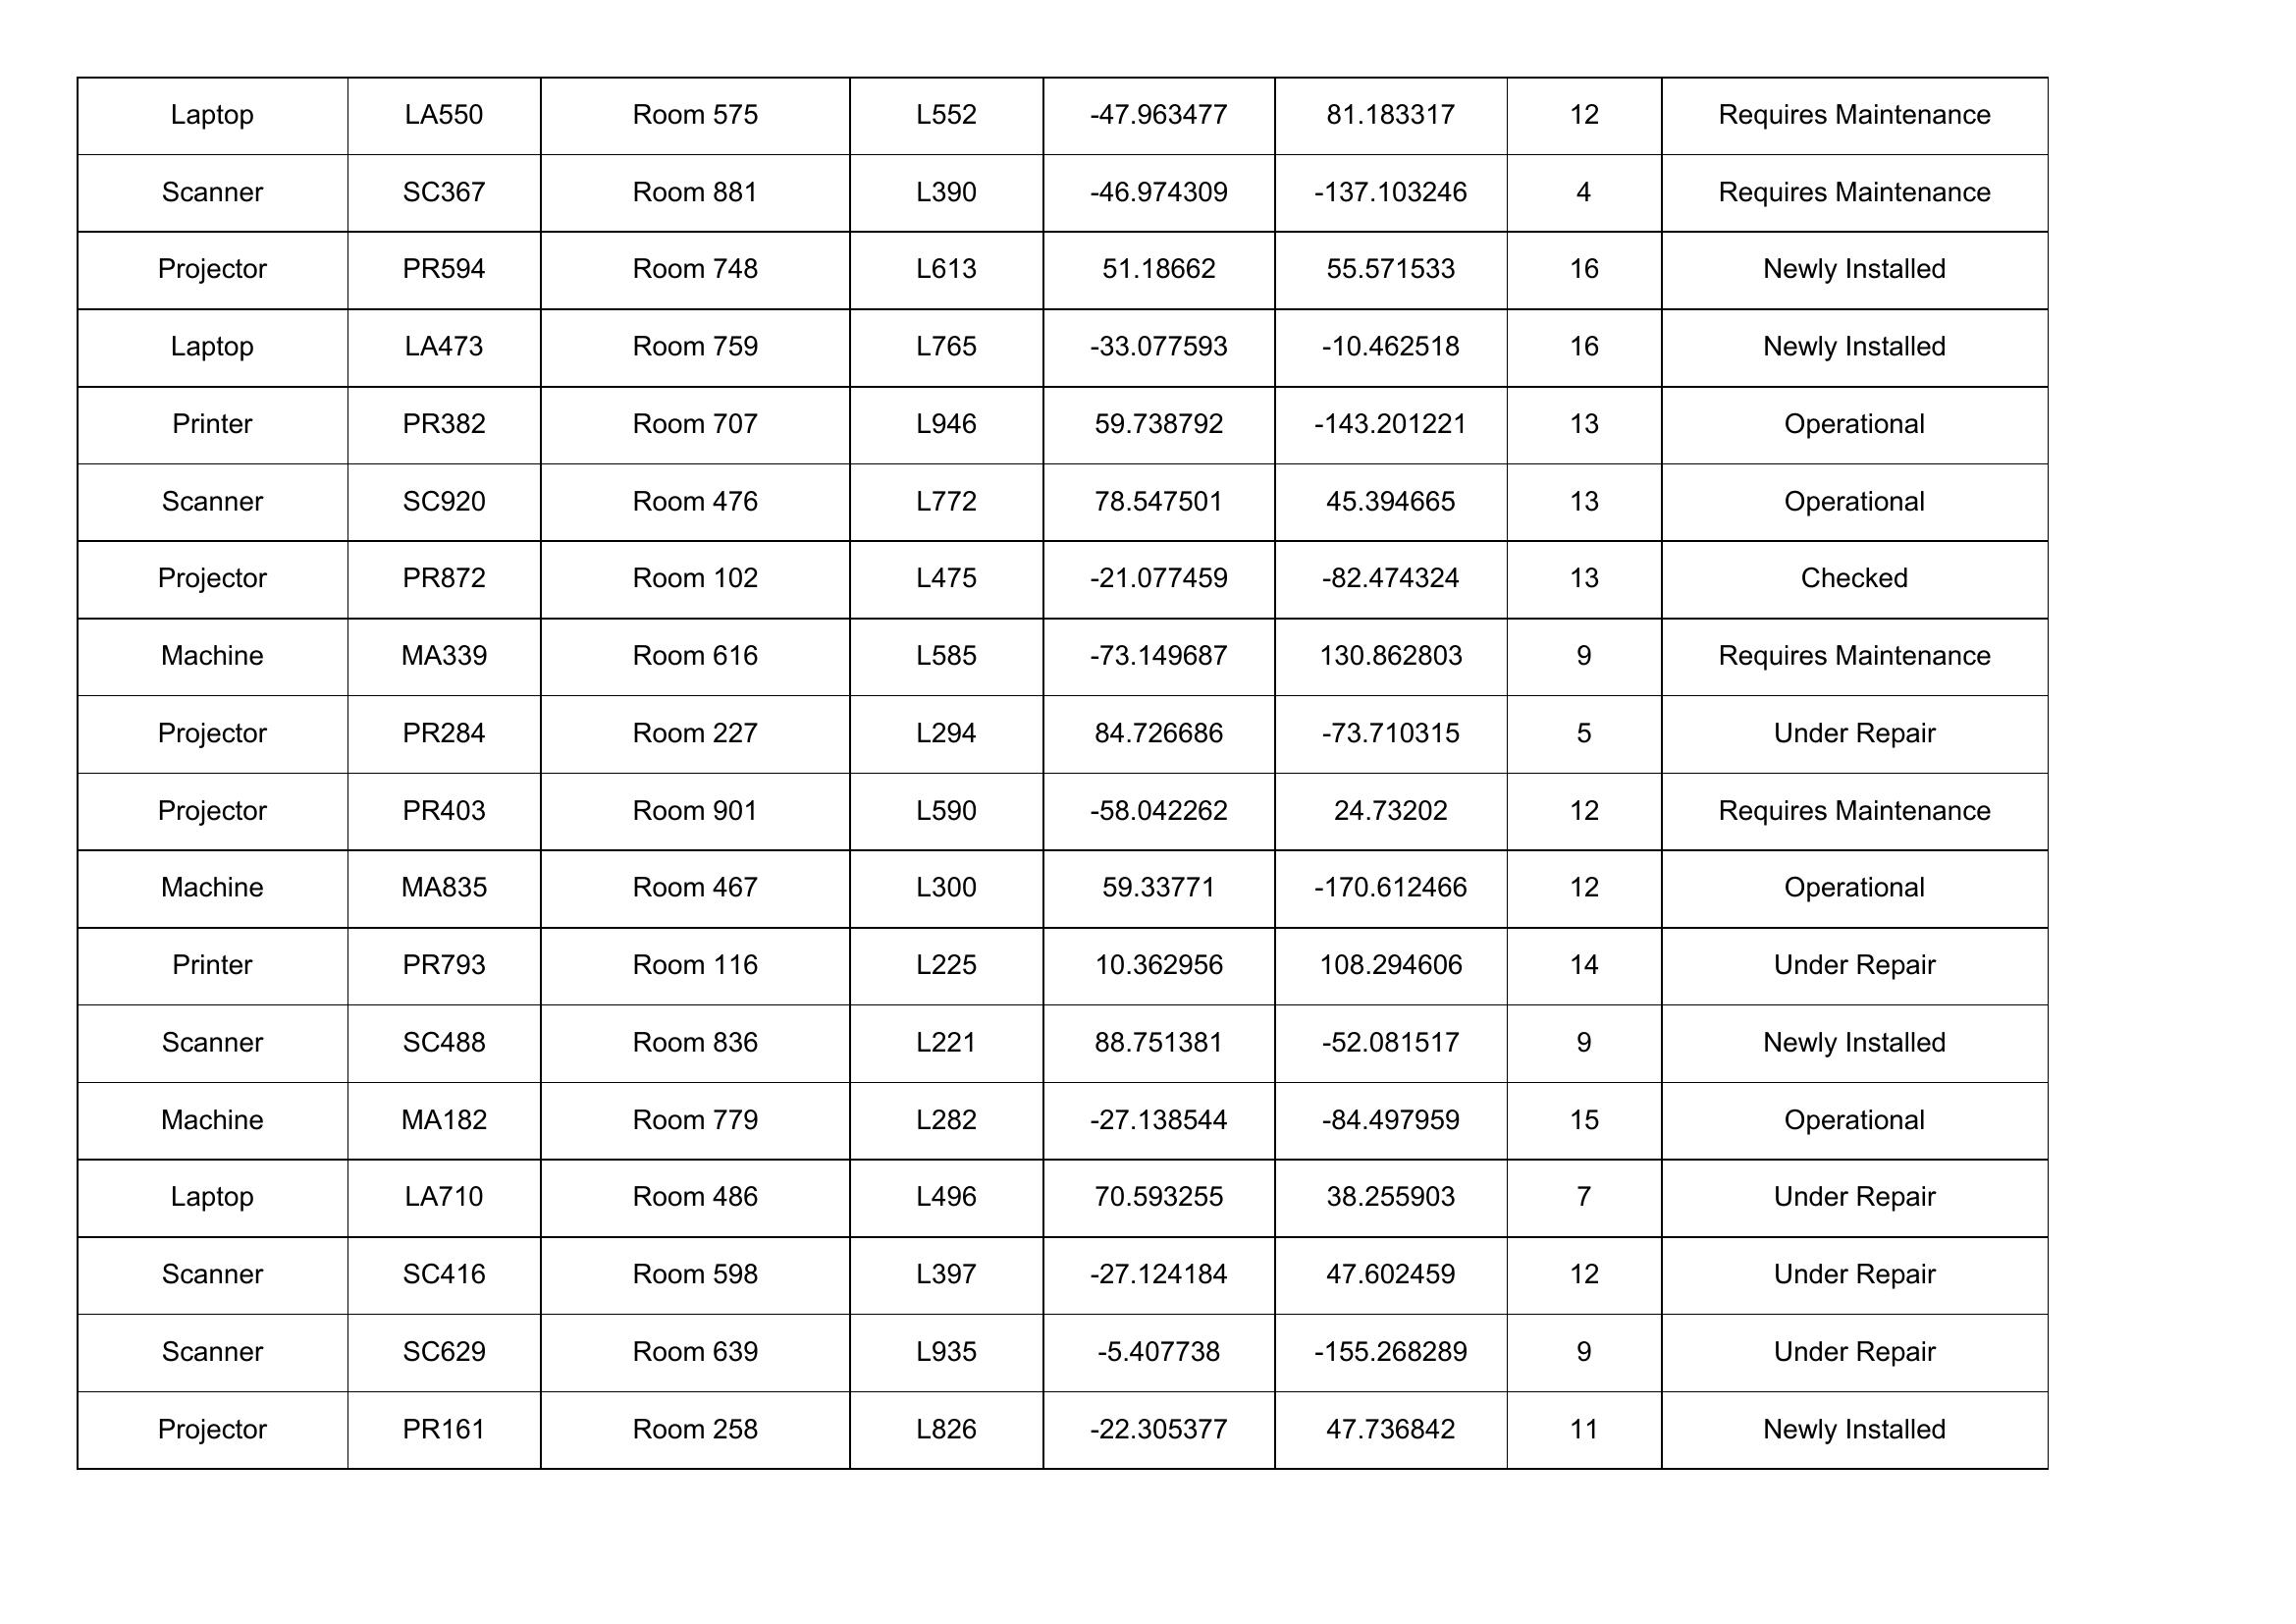 Laptop LA550 Room 575 L552 -47.963477 81.183317 12 Requires Maintenance
Scanner SC367 Room 881 L390 -46.974309 -137.103246 4 Requires Maintenance
Projector PR594 Room 748 L613 51.18662 55.571533 16 Newly Installed
Laptop LA473 Room 759 L765 -33.077593 -10.462518 16 Newly Installed
Printer PR382 Room 707 L946 59.738792 -143.201221 13 Operational
Scanner SC920 Room 476 L772 78.547501 45.394665 13 Operational
Projector PR872 Room 102 L475 -21.077459 -82.474324 13 Checked
Machine MA339 Room 616 L585 -73.149687 130.862803 9 Requires Maintenance
Projector PR284 Room 227 L294 84.726686 -73.710315 5 Under Repair
Projector PR403 Room 901 L590 -58.042262 24.73202 12 Requires Maintenance
Machine MA835 Room 467 L300 59.33771 -170.612466 12 Operational
Printer PR793 Room 116 L225 10.362956 108.294606 14 Under Repair
Scanner SC488 Room 836 L221 88.751381 -52.081517 9 Newly Installed
Machine MA182 Room 779 L282 -27.138544 -84.497959 15 Operational
Laptop LA710 Room 486 L496 70.593255 38.255903 7 Under Repair
Scanner SC416 Room 598 L397 -27.124184 47.602459 12 Under Repair
Scanner SC629 Room 639 L935 -5.407738 -155.268289 9 Under Repair
Projector PR161 Room 258 L826 -22.305377 47.736842 11 Newly Installed